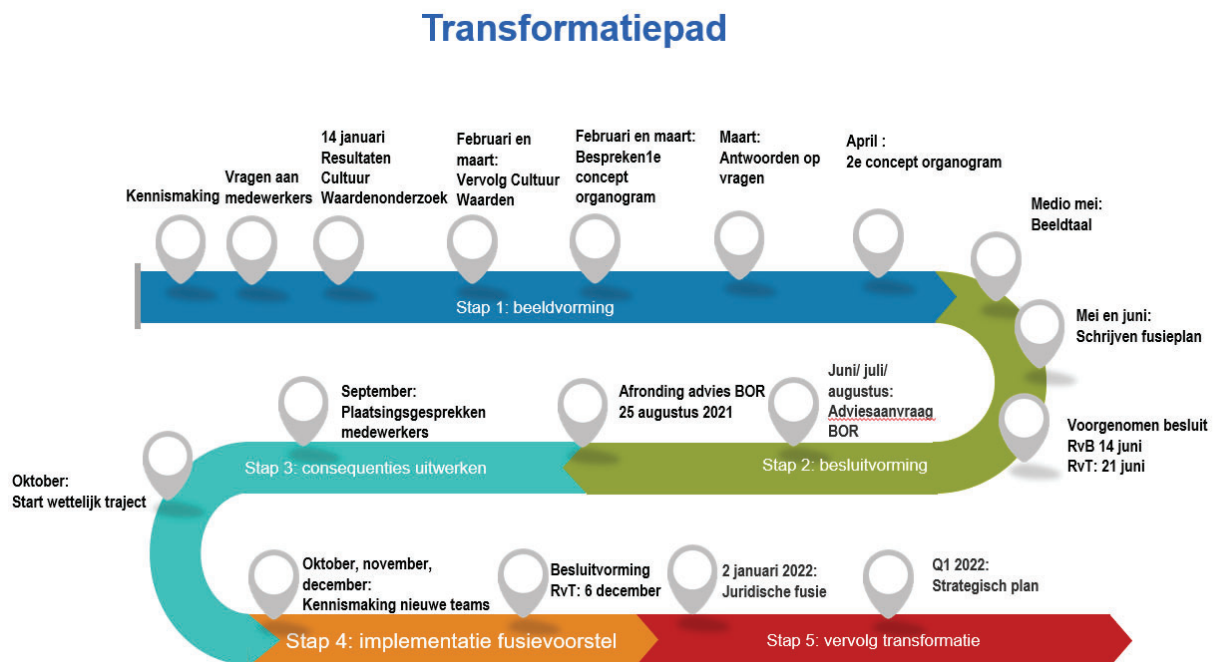 Transformatiepad
Kennismaking
Vragen aan
medewerkers
14 januari
Resultaten
Cultuur
Waardenonderzoek
Februari en
maart:
Vervolg Cultuur
Waarden
Februari en maart:
Bespreken1e
concept
organogram
Maart:
Antwoorden op
vragen
April :
2e concept organogram
Medio mei:
Beeldtaal
Stap 1: beeldvorming
Mei en juni:
Schrijven fusieplan
Voorgenomen besluit
RvB 14 juni
RvT: 21 juni
Juni/ juli/
augustus:
Adviesaanvraag
BOR
Stap 2: besluitvorming
Afronding advies BOR
25 augustus 2021
September:
Plaatsingsgesprekken
medewerkers
Stap 3: consequenties uitwerken
Oktober:
Start wettelijk traject
Oktober, november,
december:
Kennismaking nieuwe teams
Besluitvorming
RvT: 6 december
Stap 4: implementatie fusievoorstel
2 januari 2022:
Juridische fusie
Q1 2022:
Strategisch plan
Stap 5: vervolg transformatie